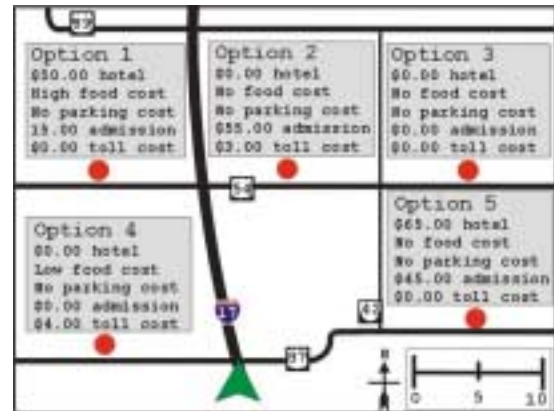 Option 1
$50.00 hotel
High food cost
No parking cost
15.00 admission
$0.00 toll cost
Option 2
$0.00 hotel
No food cost
No parking cost
$55.00 admission
$3.00 toll cost
Option 3
$0.00 hotel
No food cost
No parking cost
$0.00 admission
$0.00 toll cost
Option 4
$0.00 hotel
Low food cost
No parking cost
$0.00 admission
$4.00 toll cost
Option 5
$65.00 hotel
No food cost
No parking cost
$45.00 admission
$0.00 toll cost
17
87
0 5 10